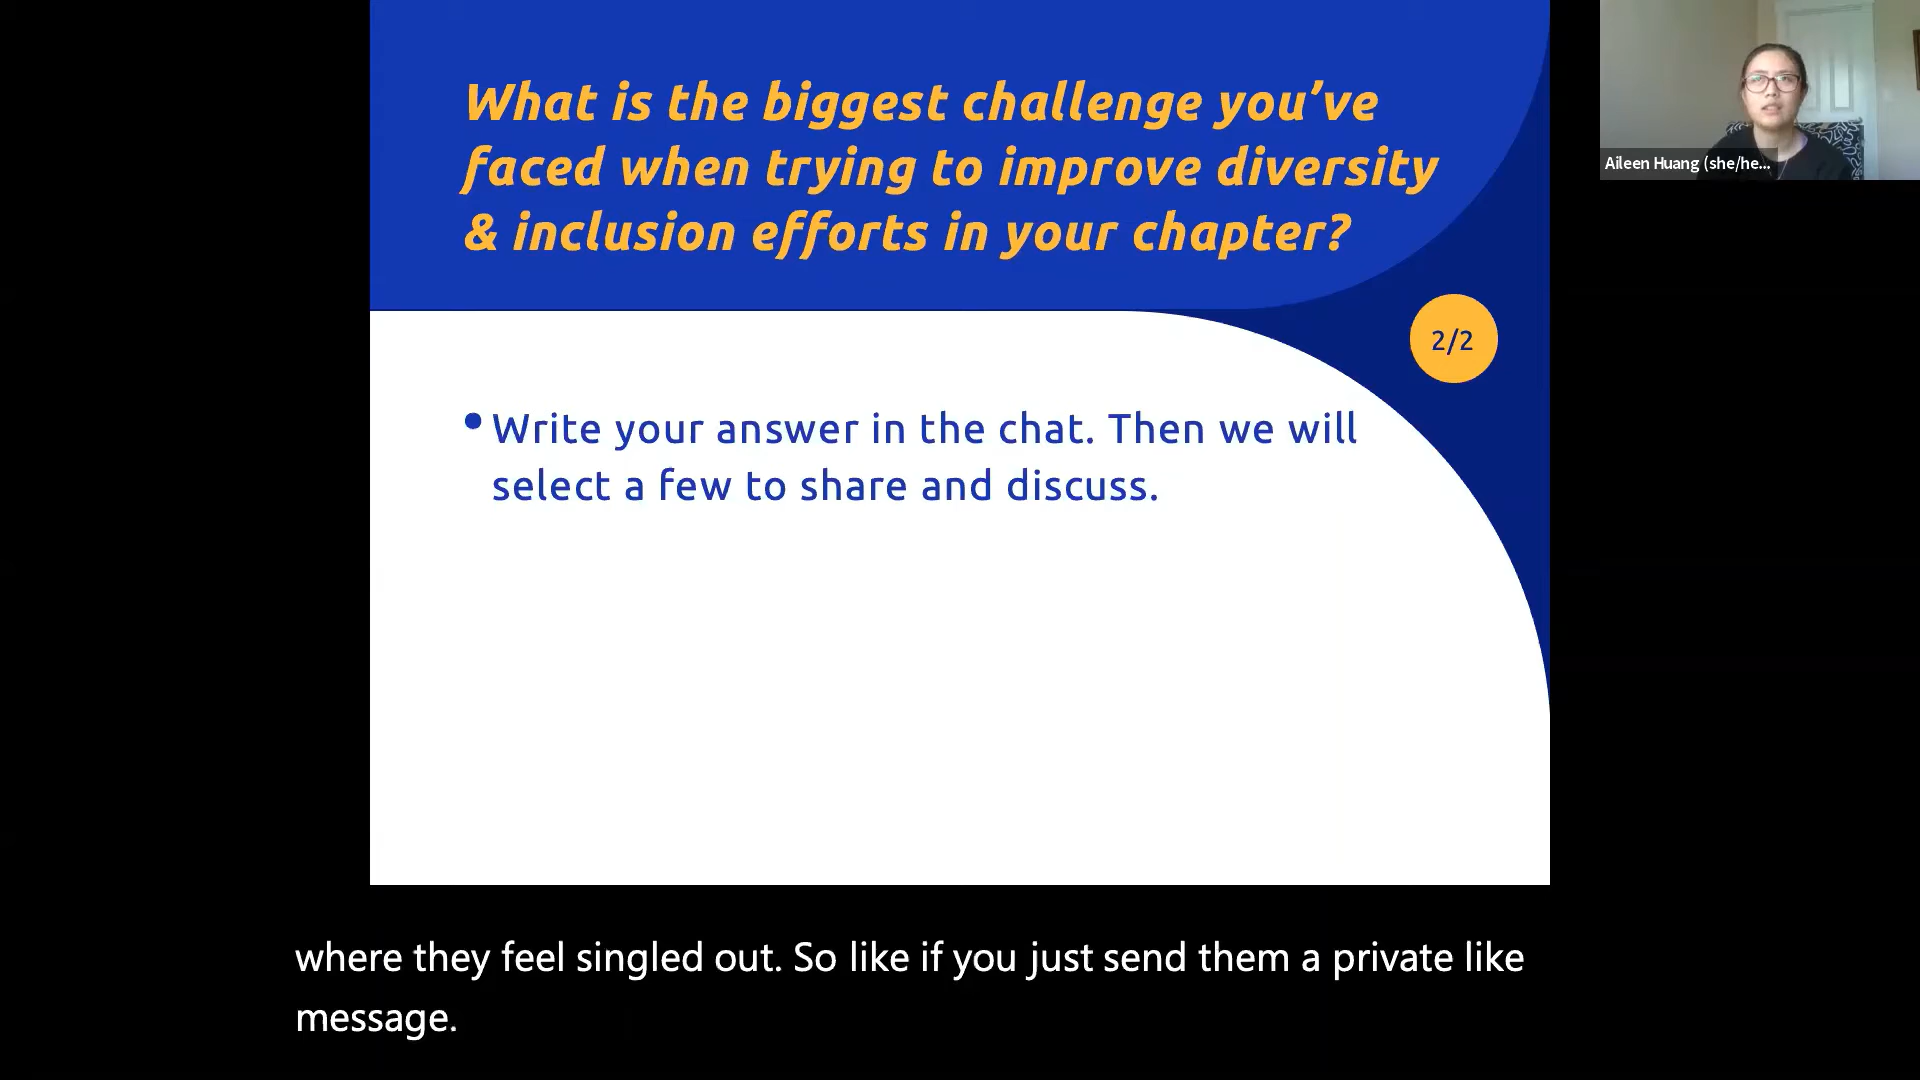 What is the biggest challenge you’ve
faced when trying to improve diversity
& inclusion efforts in your chapter?
Aileen Huang (she/he...
2/2
• Write your answer in the chat. Then we will
select a few to share and discuss.
where they feel singled out. So like if you just send them a private like
message.